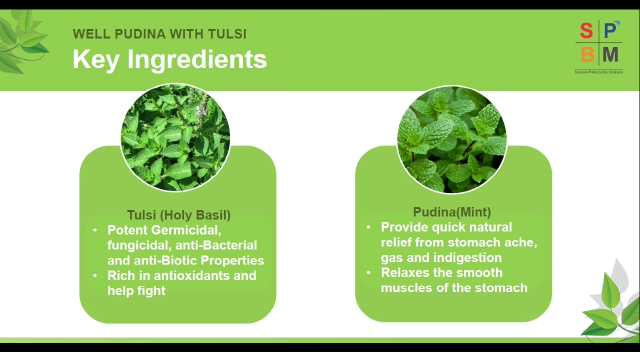 WELL PUDINA WITH TULSI
Key Ingredients
S P
B M
Tulsi (Holy Basil)
• Potent Germicidal,
fungicidal, anti-Bacterial
and anti-Biotic Properties
• Rich in antioxidants and
help fight
Pudina(Mint)
• Provide quick natural
relief from stomach ache,
gas and indigestion
• Relaxes the smooth
muscles of the stomach